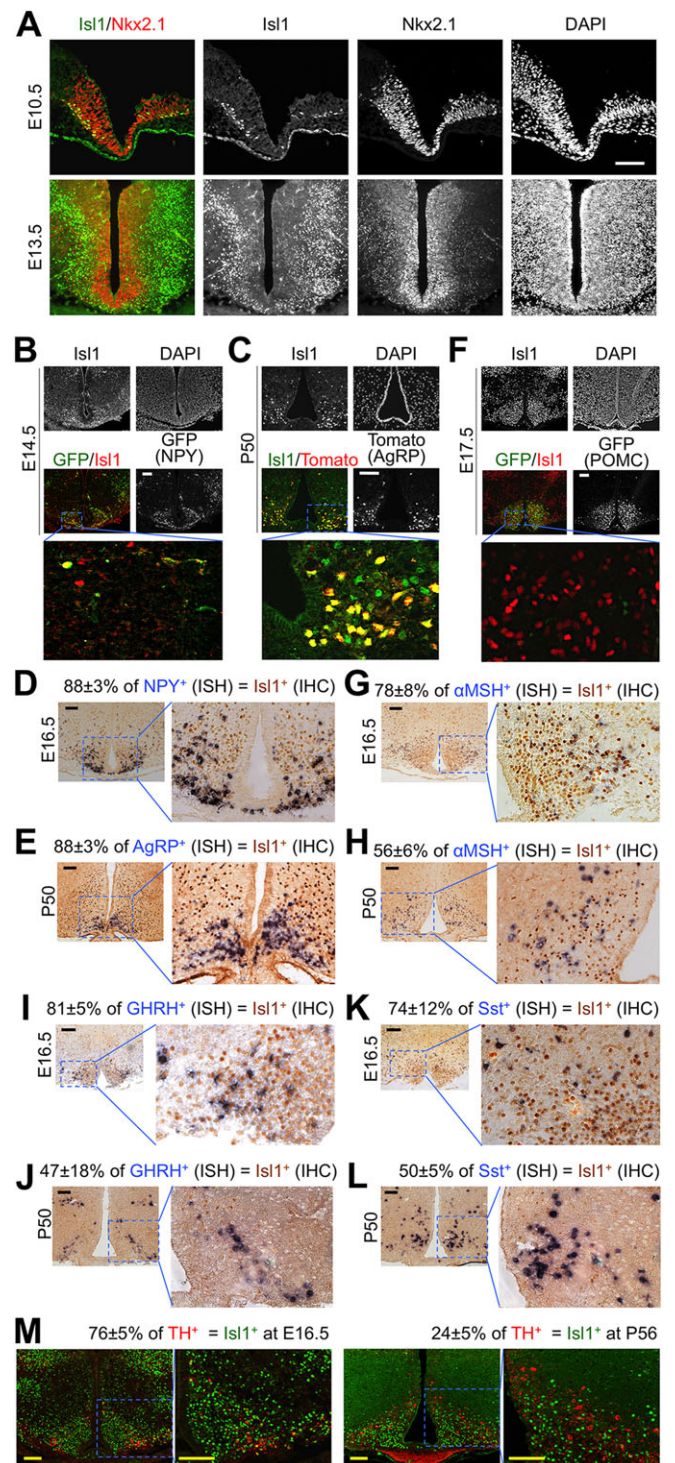 A
Isl1/Nkx2.1 Isl1 Nkx2.1 DAPI
E10.5
E13.5
B
Isl1 DAPI
E14.5
GFP/Isl1 GFP (NPY)
C
Isl1 DAPI
P50
Isl1/Tomato Tomato (AgRP)
F
Isl1 DAPI
E17.5
GFP/Isl1 GFP (POMC)
D 88±3% of NPY⁺ (ISH) = Isl1⁺ (IHC)
E16.5
G 78±8% of αMSH⁺ (ISH) = Isl1⁺ (IHC)
E16.5
E 88±3% of AgRP⁺ (ISH) = Isl1⁺ (IHC)
P50
H 56±6% of αMSH⁺ (ISH) = Isl1⁺ (IHC)
P50
I 81±5% of GHRH⁺ (ISH) = Isl1⁺ (IHC)
E16.5
K 74±12% of Sst⁺ (ISH) = Isl1⁺ (IHC)
E16.5
J 47±18% of GHRH⁺ (ISH) = Isl1⁺ (IHC)
P50
L 50±5% of Sst⁺ (ISH) = Isl1⁺ (IHC)
P50
M 76±5% of TH⁺ = Isl1⁺ at E16.5 24±5% of TH⁺ = Isl1⁺ at P56